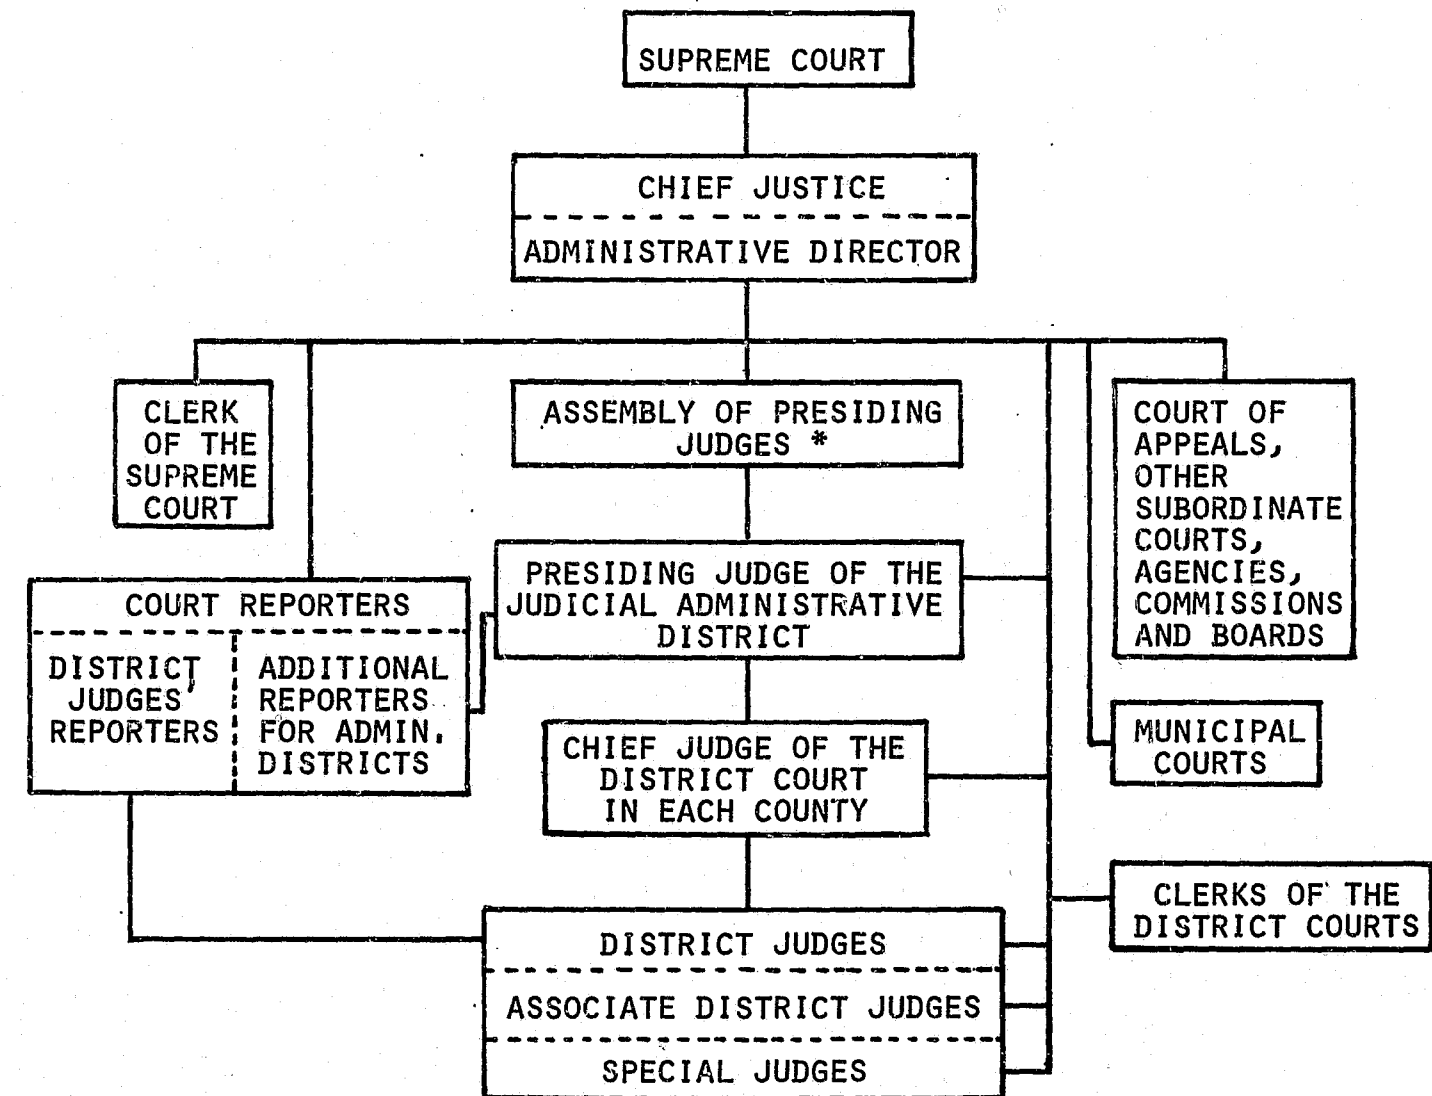 SUPREME COURT
CHIEF JUSTICE
ADMINISTRATIVE DIRECTOR
CLERK
OF THE
SUPREME
COURT
ASSEMBLY OF PRESIDING
JUDGES *
COURT OF
APPEALS,
OTHER
SUBORDINATE
COURTS,
AGENCIES,
COMMISSIONS
AND BOARDS
COURT REPORTERS
DISTRICT
JUDGES'
REPORTERS
ADDITIONAL
REPORTERS
FOR ADMIN.
DISTRICTS
PRESIDING JUDGE OF THE
JUDICIAL ADMINISTRATIVE
DISTRICT
MUNICIPAL
COURTS
CHIEF JUDGE OF THE
DISTRICT COURT
IN EACH COUNTY
CLERKS OF THE
DISTRICT COURTS
DISTRICT JUDGES
ASSOCIATE DISTRICT JUDGES
SPECIAL JUDGES